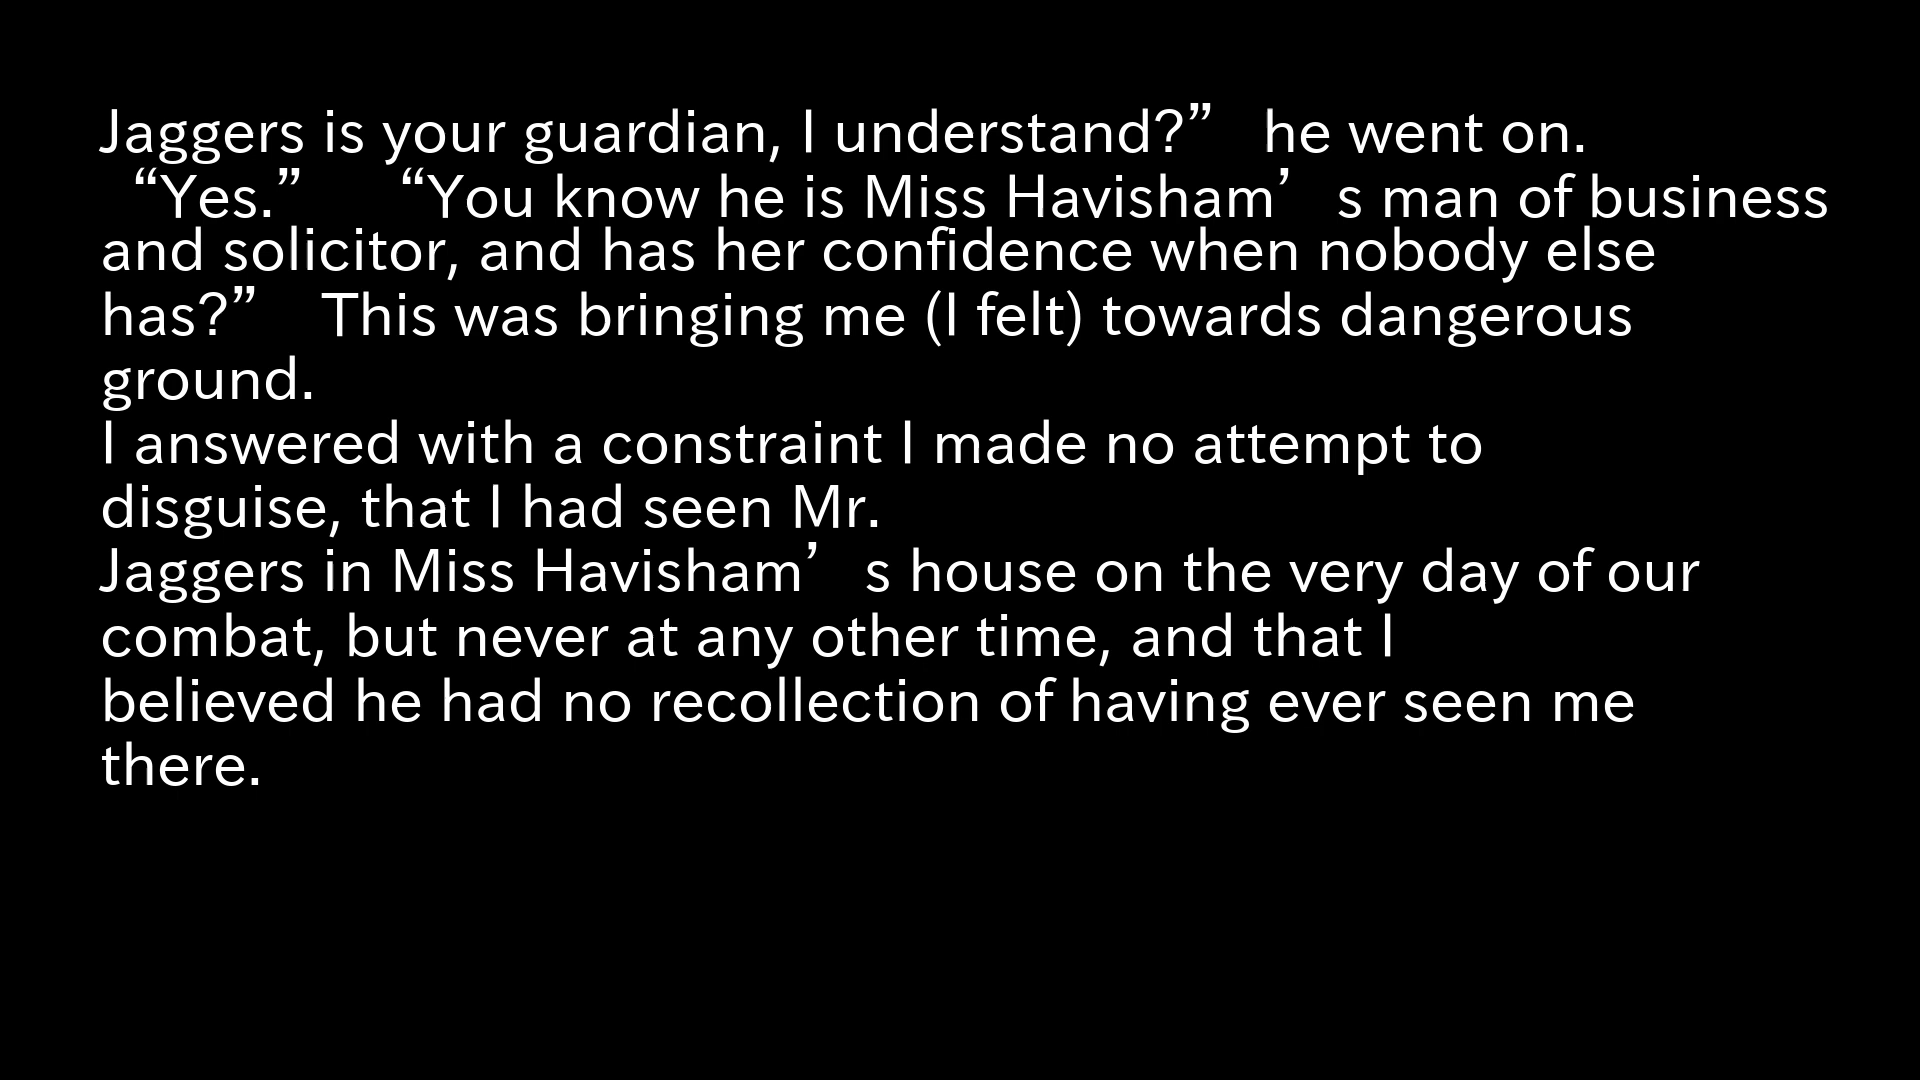 Jaggers is your guardian, I understand?” he went on.
“Yes.” “You know he is Miss Havisham’s man of business
and solicitor, and has her confidence when nobody else
has?” This was bringing me (I felt) towards dangerous
ground.
I answered with a constraint I made no attempt to
disguise, that I had seen Mr.
Jaggers in Miss Havisham’s house on the very day of our
combat, but never at any other time, and that I
believed he had no recollection of having ever seen me
there.